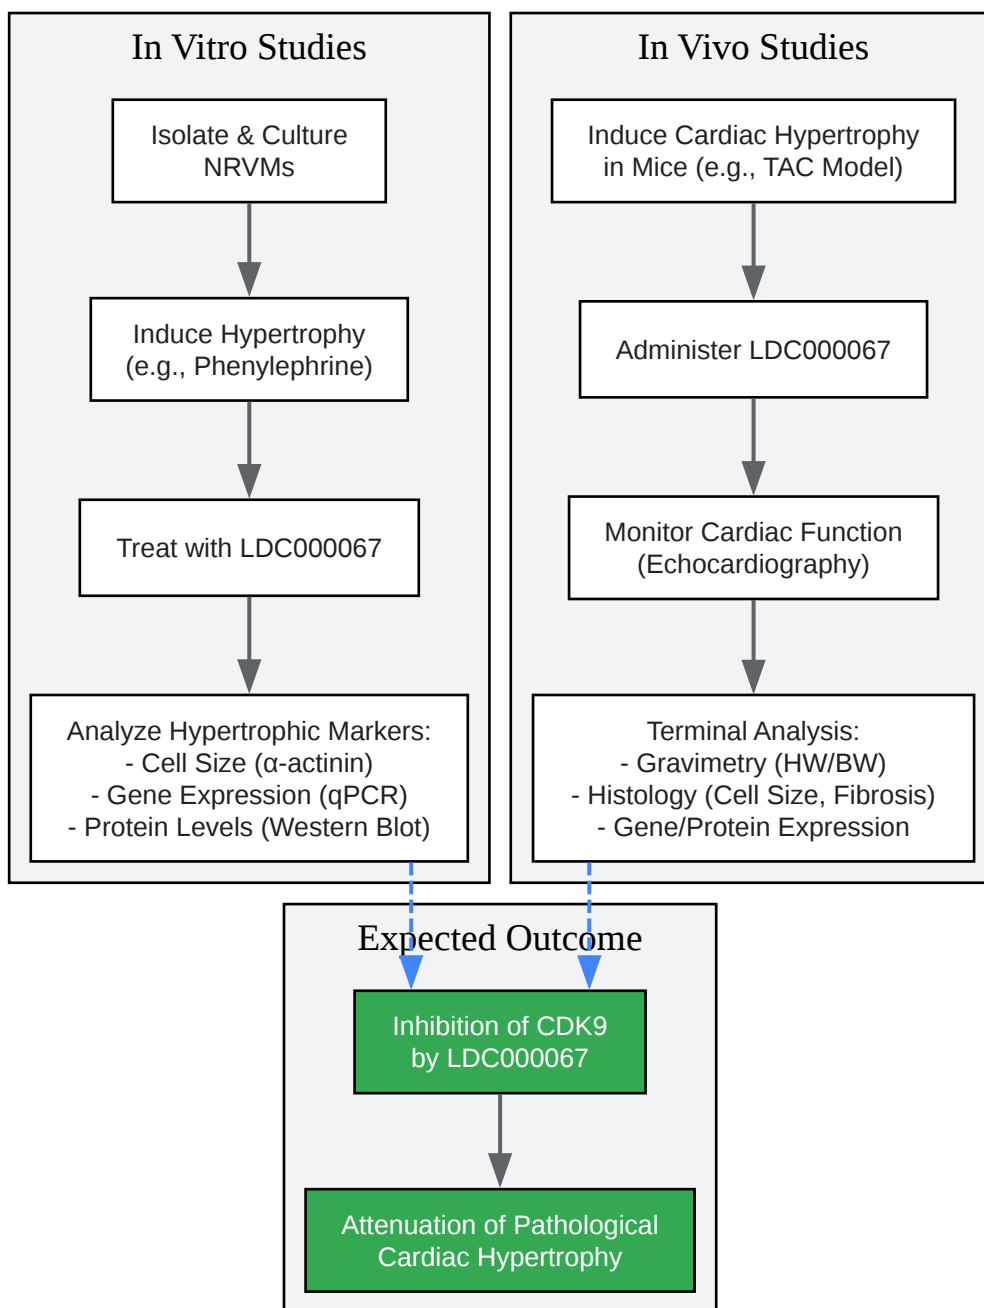 In Vitro Studies
Isolate & Culture
NRVMs
Induce Hypertrophy
(e.g., Phenylephrine)
Treat with LDC000067
Analyze Hypertrophic Markers:
- Cell Size (α-actinin)
- Gene Expression (qPCR)
- Protein Levels (Western Blot)
In Vivo Studies
Induce Cardiac Hypertrophy
in Mice (e.g., TAC Model)
Administer LDC000067
Monitor Cardiac Function
(Echocardiography)
Terminal Analysis:
- Gravimetry (HW/BW)
- Histology (Cell Size, Fibrosis)
- Gene/Protein Expression
Expected Outcome
Inhibition of CDK9
by LDC000067
Attenuation of Pathological
Cardiac Hypertrophy